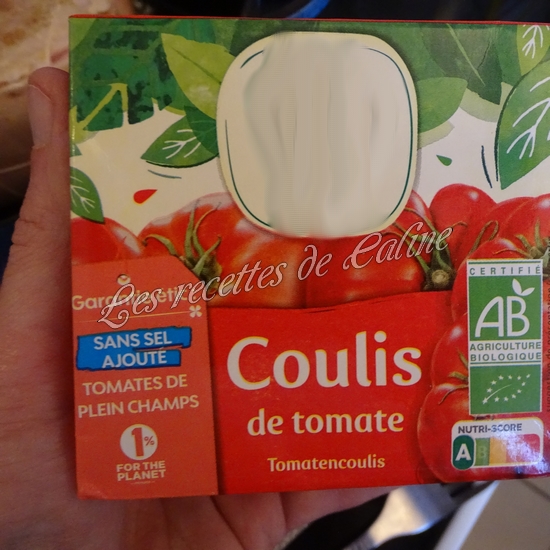 Les recettes de Caline
SANS SEL
AJOUTÉ
TOMATES DE
PLEIN CHAMPS
1%
FOR THE
PLANET
Coulis
de tomate
Tomatencoulis
CERTIFIÉ
AB
AGRICULTURE
BIOLOGIQUE
NUTRI-SCORE
A B